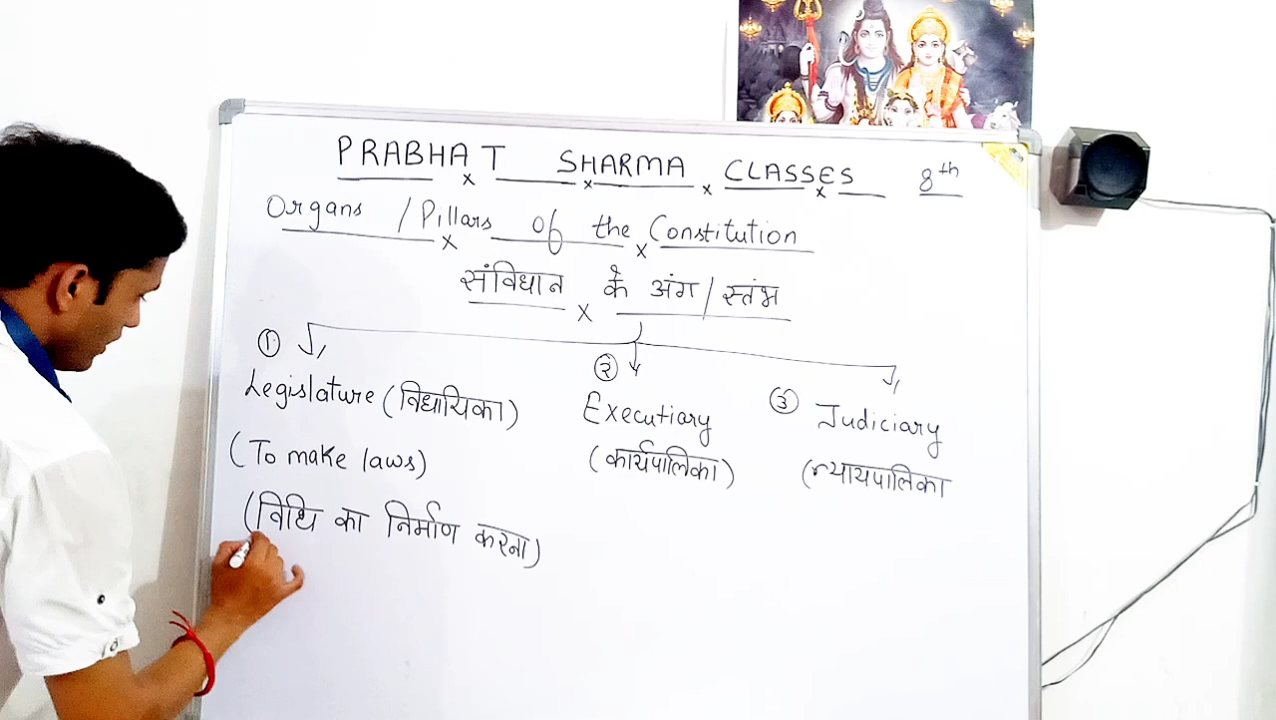 PRABHAT SHARMA CLASSES 8th
Organs / Pillars of the Constitution
संविधान के अंग / स्तंभ
① Legislature (विधायिका)
(To make laws)
(विधि का निर्माण करना)
② Executiary
(कार्यपालिका)
③ Judiciary
(न्यायपालिका